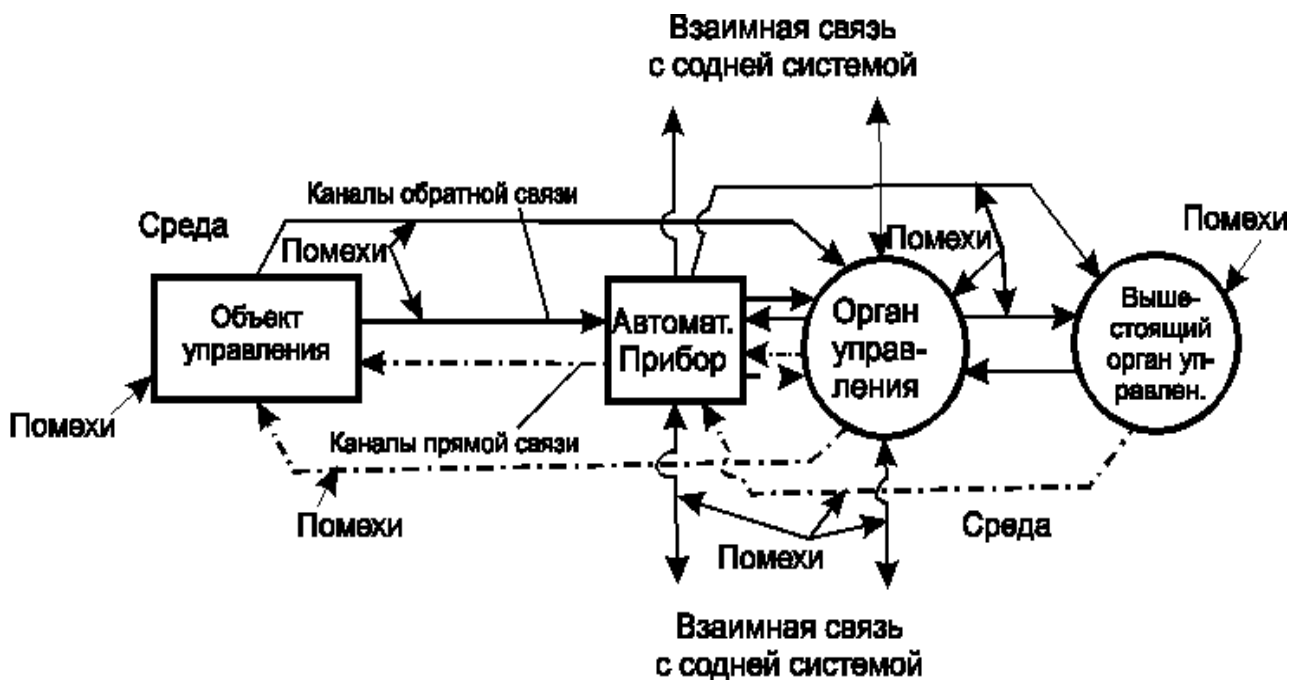 Взаимная связь
с содней системой
Каналы обратной связи
Среда
Помехи
Помехи
Помехи
Объект
управления
Автомат.
Прибор
Орган
управ-
ления
Выше-
стоящий
орган уп-
равлен.
Помехи
Каналы прямой связи
Помехи
Помехи
Среда
Взаимная связь
с содней системой